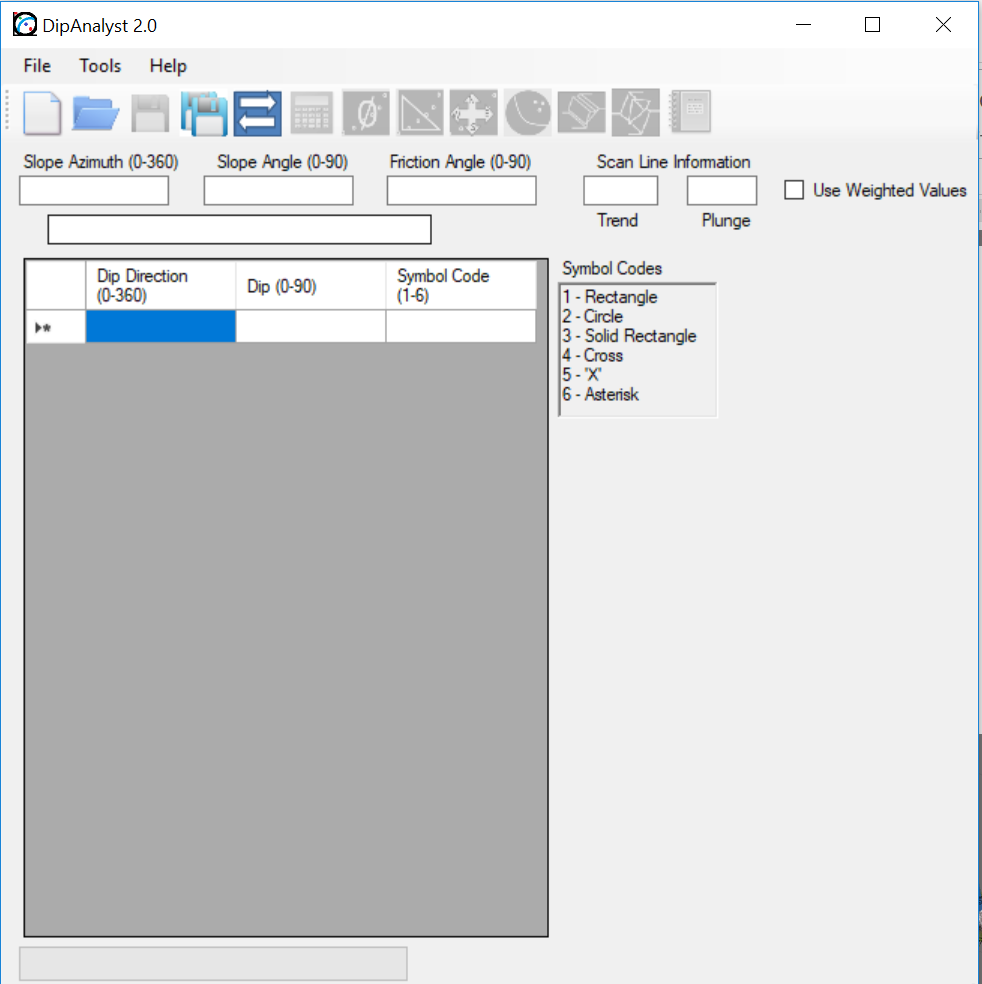 DipAnalyst 2.0
File Tools Help
Slope Azimuth (0-360) Slope Angle (0-90) Friction Angle (0-90) Scan Line Information
Use Weighted Values
Trend Plunge
Dip Direction (0-360) Dip (0-90) Symbol Code (1-6)
Symbol Codes
1 - Rectangle
2 - Circle
3 - Solid Rectangle
4 - Cross
5 - 'X'
6 - Asterisk